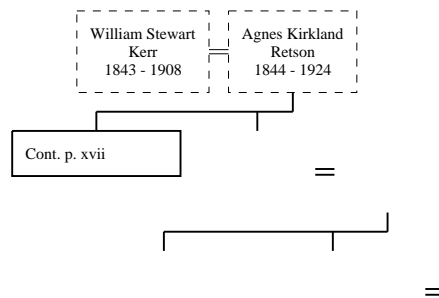 William Stewart
Kerr
1843 - 1908
Agnes Kirkland
Retson
1844 - 1924
Cont. p. xvii